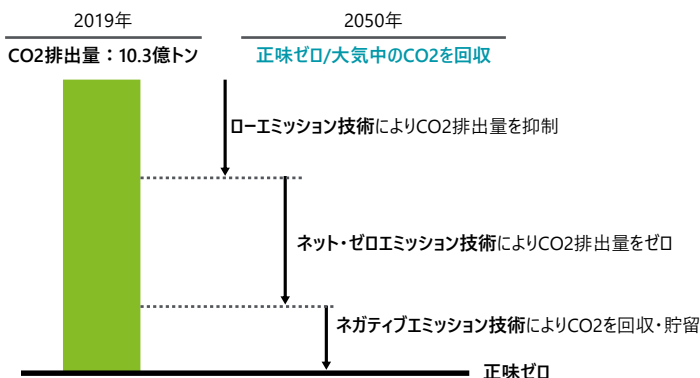 2019年
2050年
CO2排出量：10.3億トン
正味ゼロ/大気中のCO2を回収
ローエミッション技術によりCO2排出量を抑制
ネット・ゼロエミッション技術によりCO2排出量をゼロ
ネガティブエミッション技術によりCO2を回収・貯留
正味ゼロ